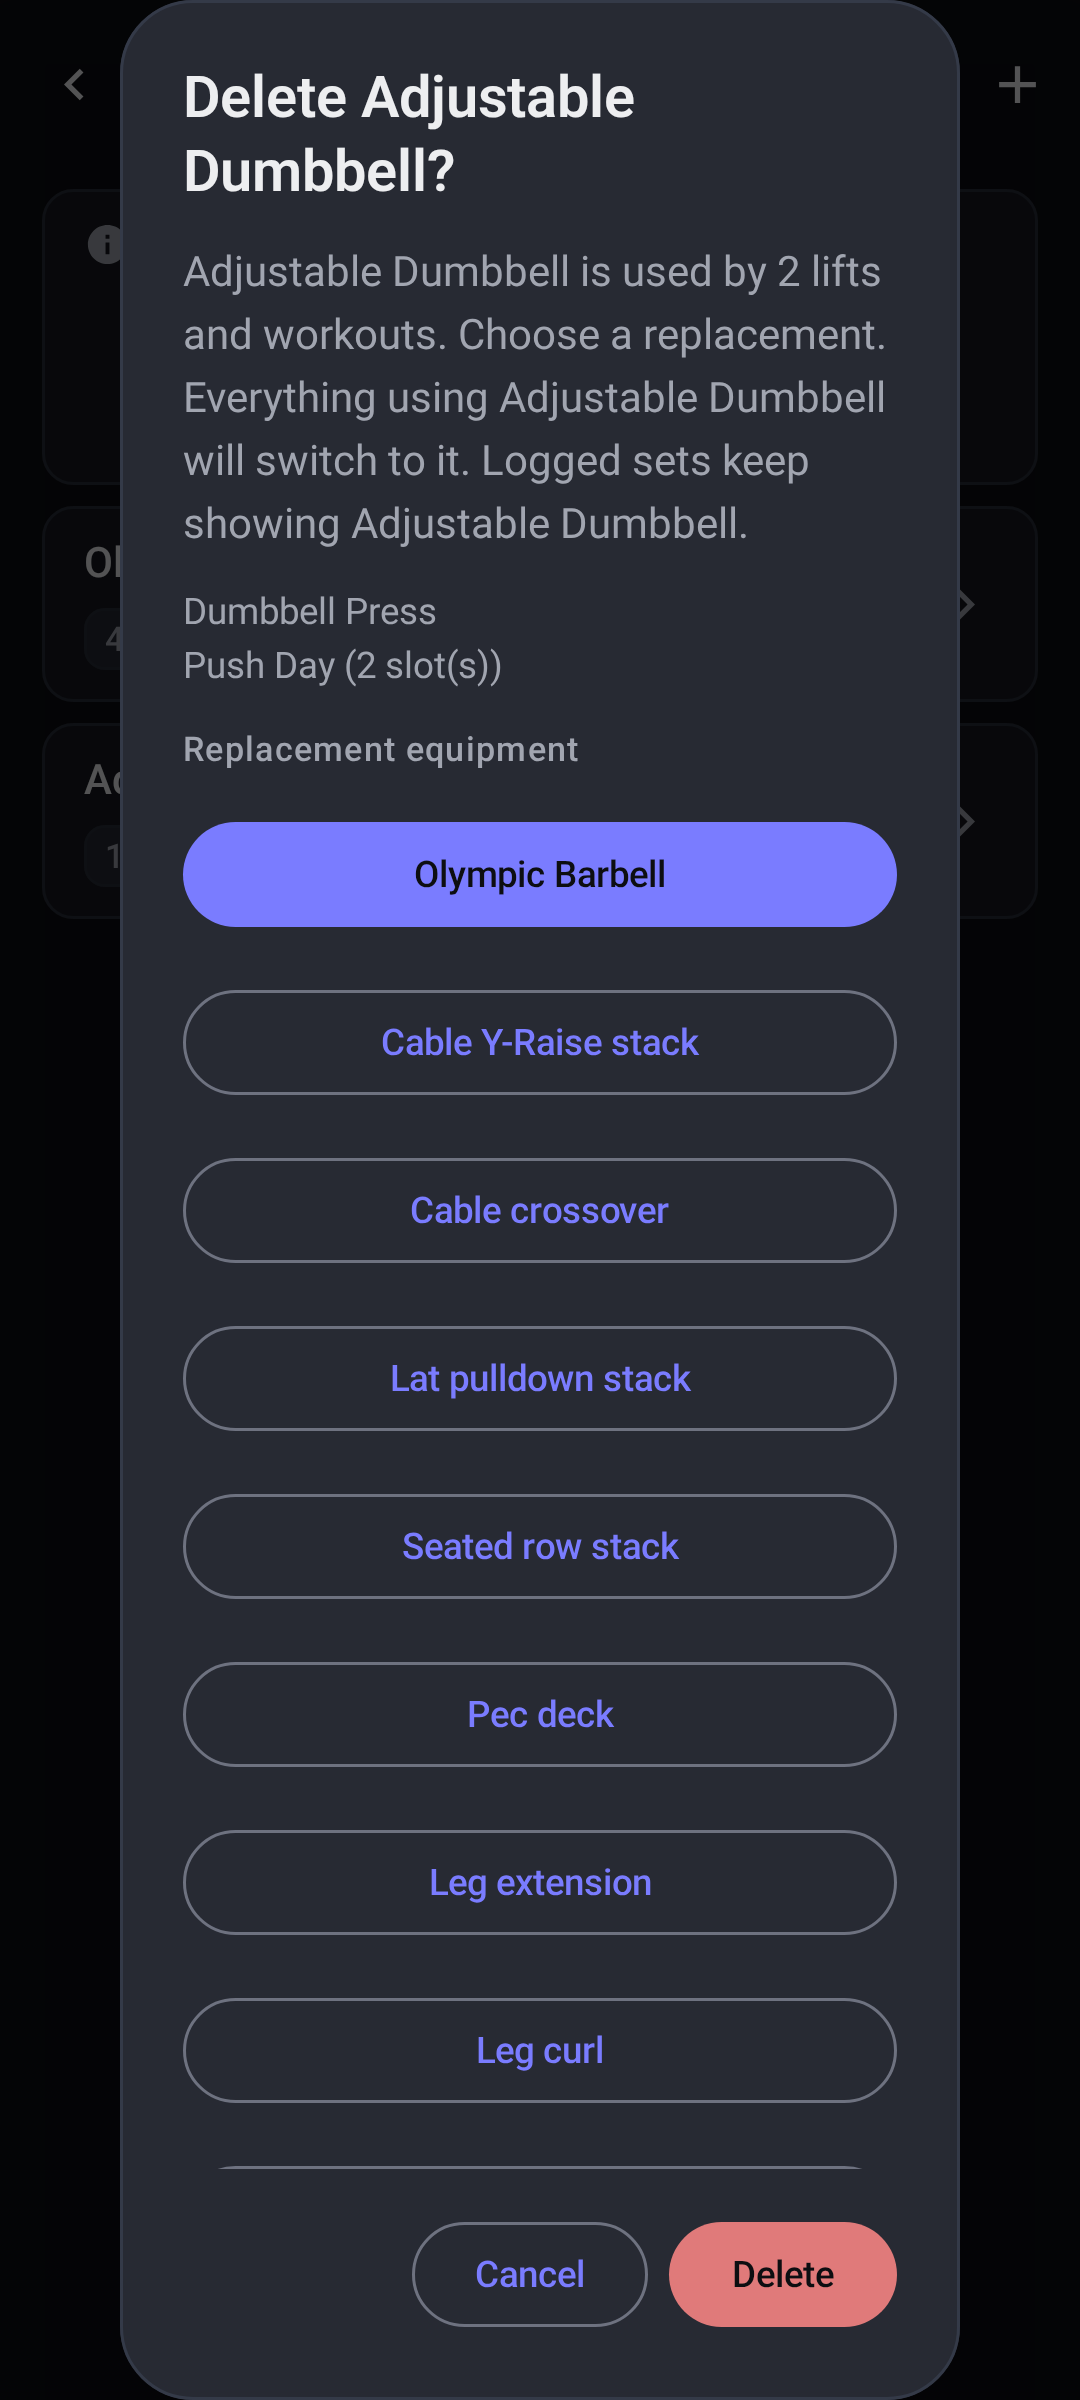 Delete Adjustable
Dumbbell?
Adjustable Dumbbell is used by 2 lifts
and workouts. Choose a replacement.
Everything using Adjustable Dumbbell
will switch to it. Logged sets keep
showing Adjustable Dumbbell.
Dumbbell Press
Push Day (2 slot(s))
Replacement equipment
Olympic Barbell
Cable Y-Raise stack
Cable crossover
Lat pulldown stack
Seated row stack
Pec deck
Leg extension
Leg curl
Cancel
Delete